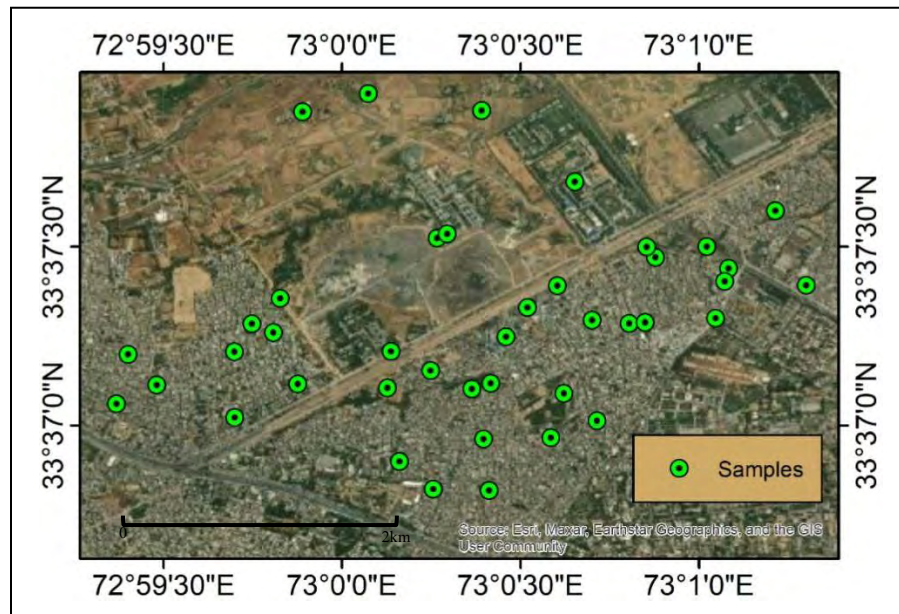 72°59'30"E 73°0'0"E 73°0'30"E 73°1'0"E
33°37'30"N
33°37'30"N
33°37'0"N
33°37'0"N
Samples
0 2km
Source: Esri, Maxar, Earthstar Geographics, and the GIS
User Community
72°59'30"E 73°0'0"E 73°0'30"E 73°1'0"E